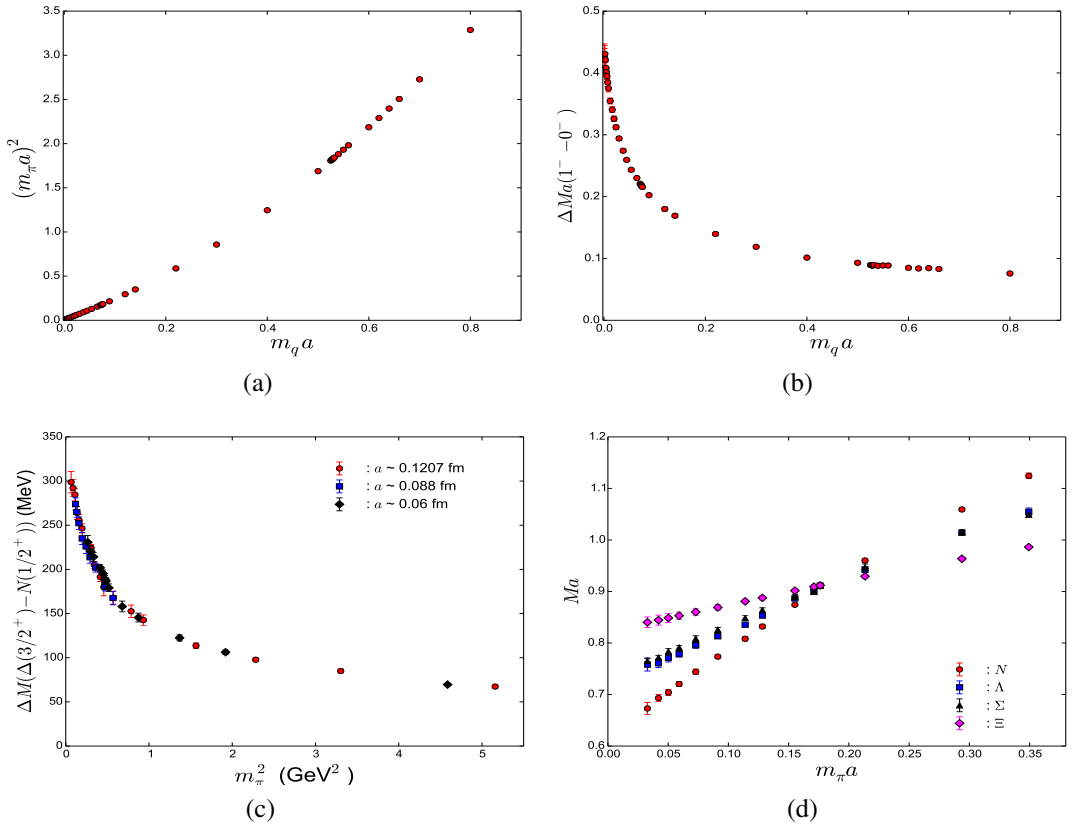 3.5
3.0
2.5
2.0
1.5
1.0
0.5
0.0
(m_π a)^2
0.0 0.2 0.4 0.6 0.8
m_q a
(a)
0.5
0.4
0.3
0.2
0.1
0.0
ΔMa(1^- −0^-)
0.0 0.2 0.4 0.6 0.8
m_q a
(b)
350
300
250
200
150
100
50
0
ΔM(Δ(3/2^+)−N(1/2^+)) (MeV)
: a ~ 0.1207 fm
: a ~ 0.088 fm
: a ~ 0.06 fm
0 1 2 3 4 5
m_π^2 (GeV^2 )
(c)
1.2
1.1
1.0
0.9
0.8
0.7
0.6
Ma
: N
: Λ
: Σ
: Ξ
0.00 0.05 0.10 0.15 0.20 0.25 0.30 0.35
m_π a
(d)